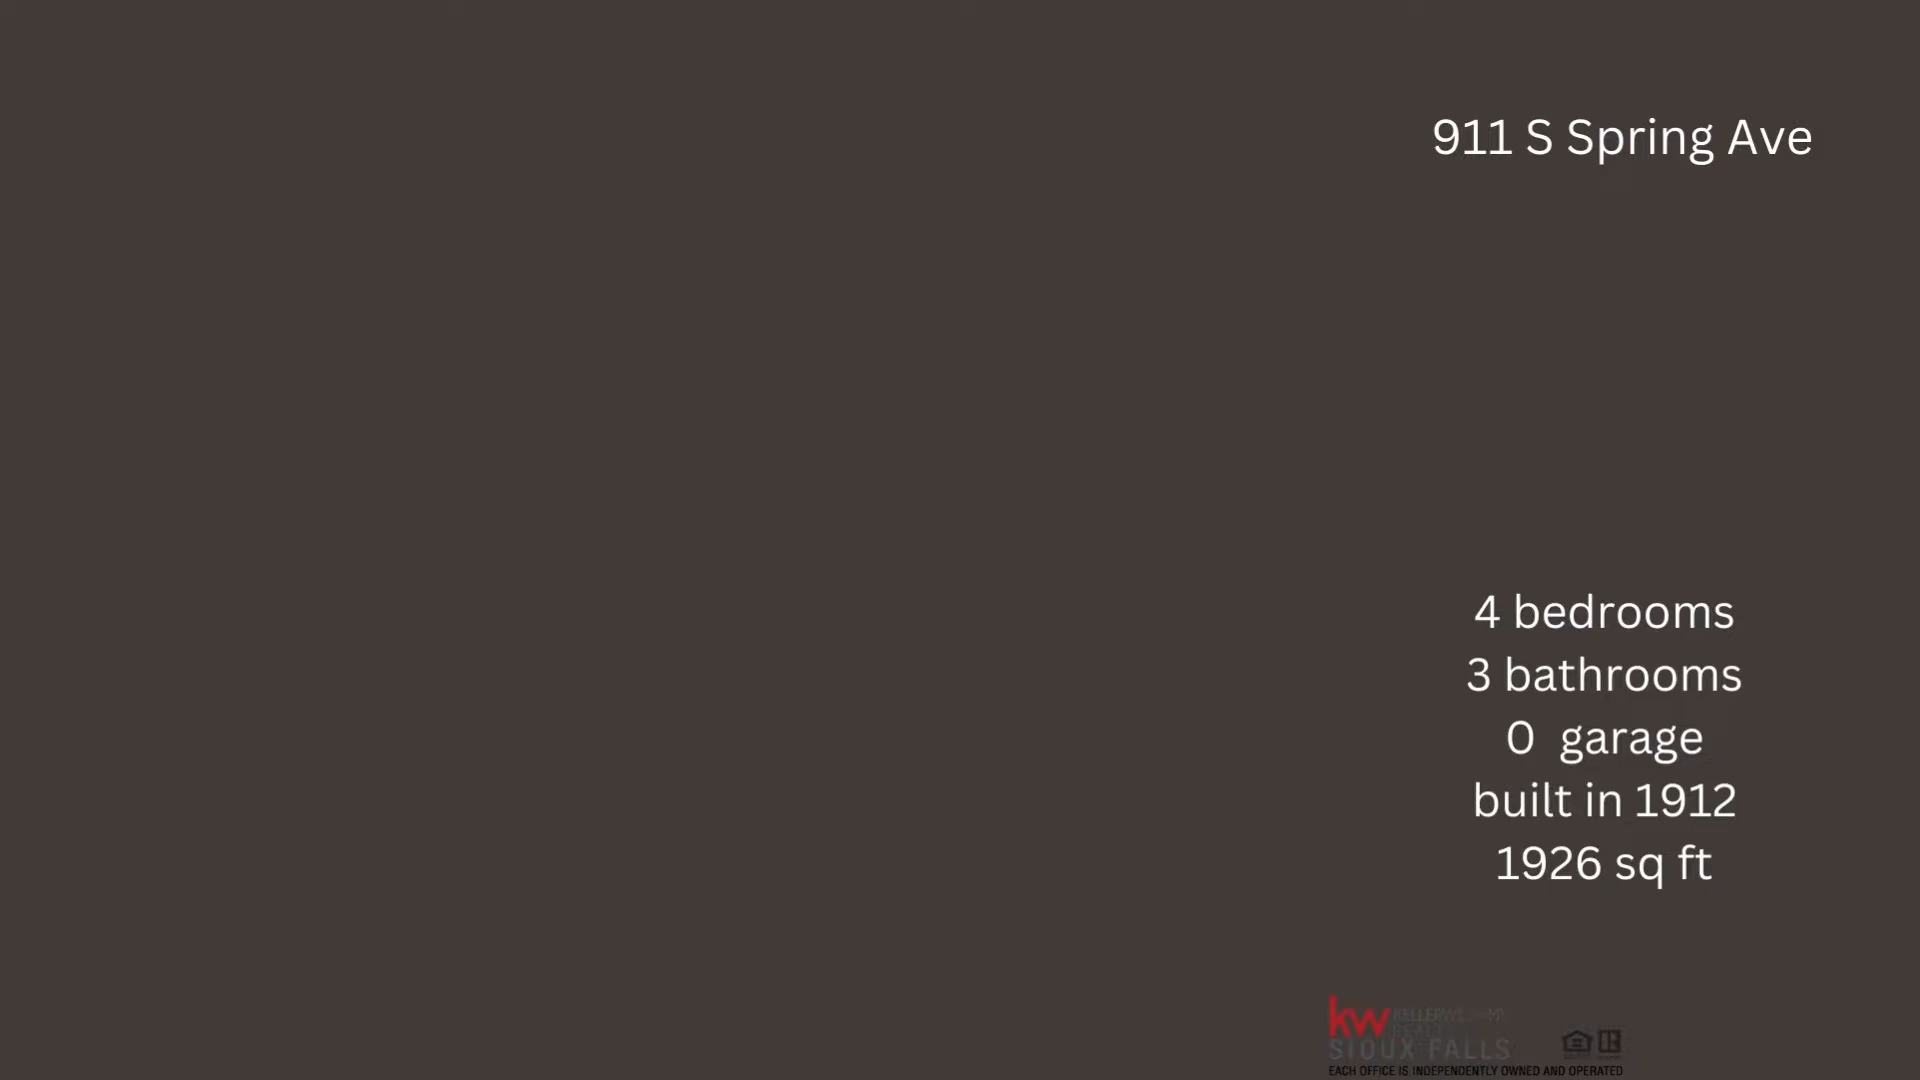 911 S Spring Ave
4 bedrooms
3 bathrooms
0 garage
built in 1912
1926 sq ft
kw
SIOUX FALLS
EACH OFFICE IS INDEPENDENTLY OWNED AND OPERATED